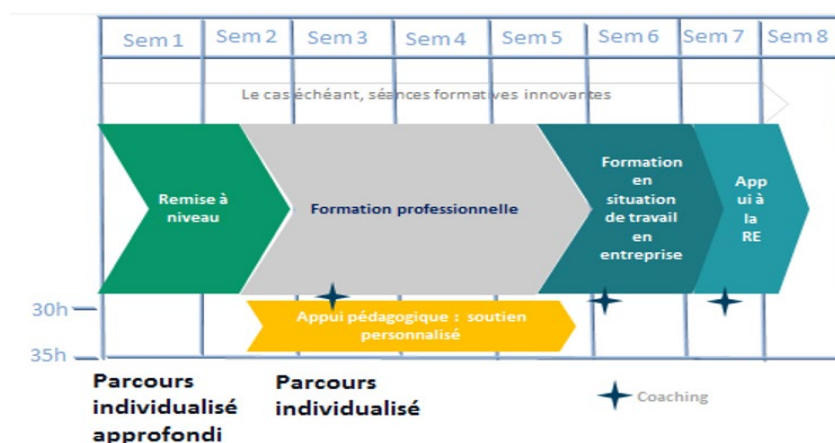 Sem 1 Sem 2 Sem 3 Sem 4 Sem 5 Sem 6 Sem 7 Sem 8
Le cas échéant, séances formatives innovantes
Remise à
niveau
Formation professionnelle
Formation
en
situation
de travail
en
entreprise
App
ui à
la
RE
30h
Appui pédagogique : soutien
personnalisé
35h
Parcours
individualisé
approfondi
Parcours
individualisé
Coaching